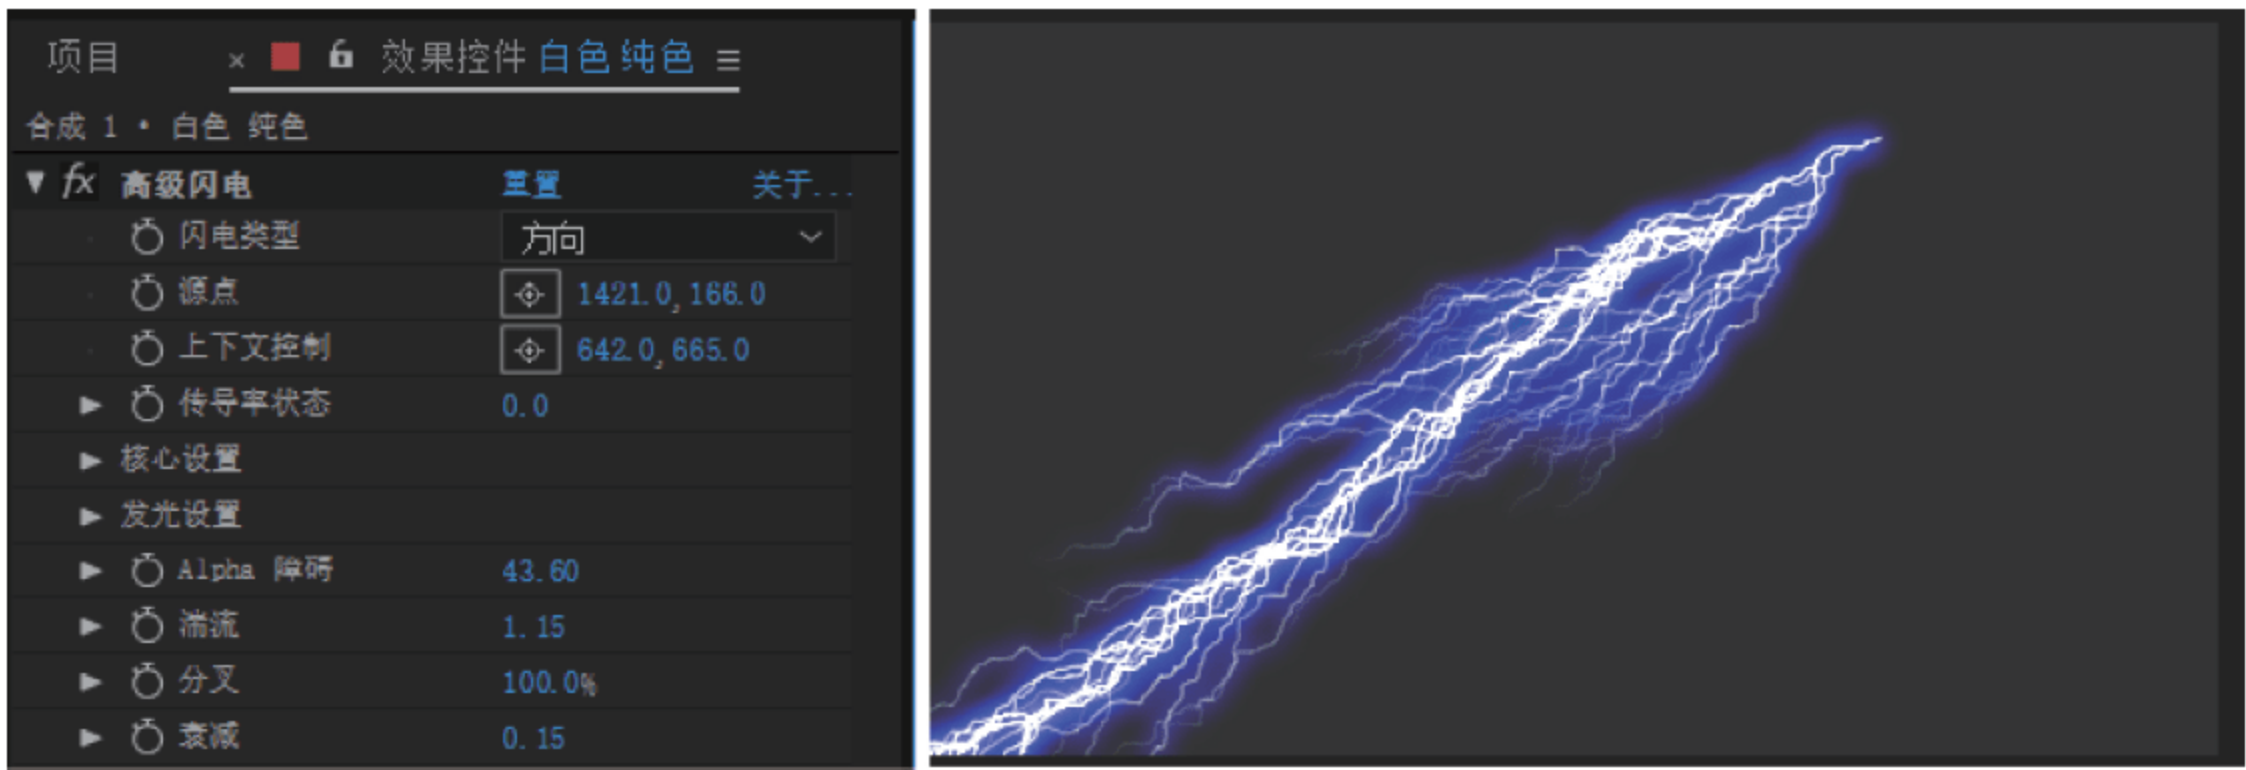 项目 × 效果控件 白色 纯色 ≡
合成 1 • 白色 纯色
fx 高级闪电 重置 关于...
闪电类型 方向
源点 1421.0, 166.0
上下文控制 642.0, 665.0
传导率状态 0.0
核心设置
发光设置
Alpha 障碍 43.60
湍流 1.15
分叉 100.0%
衰减 0.15